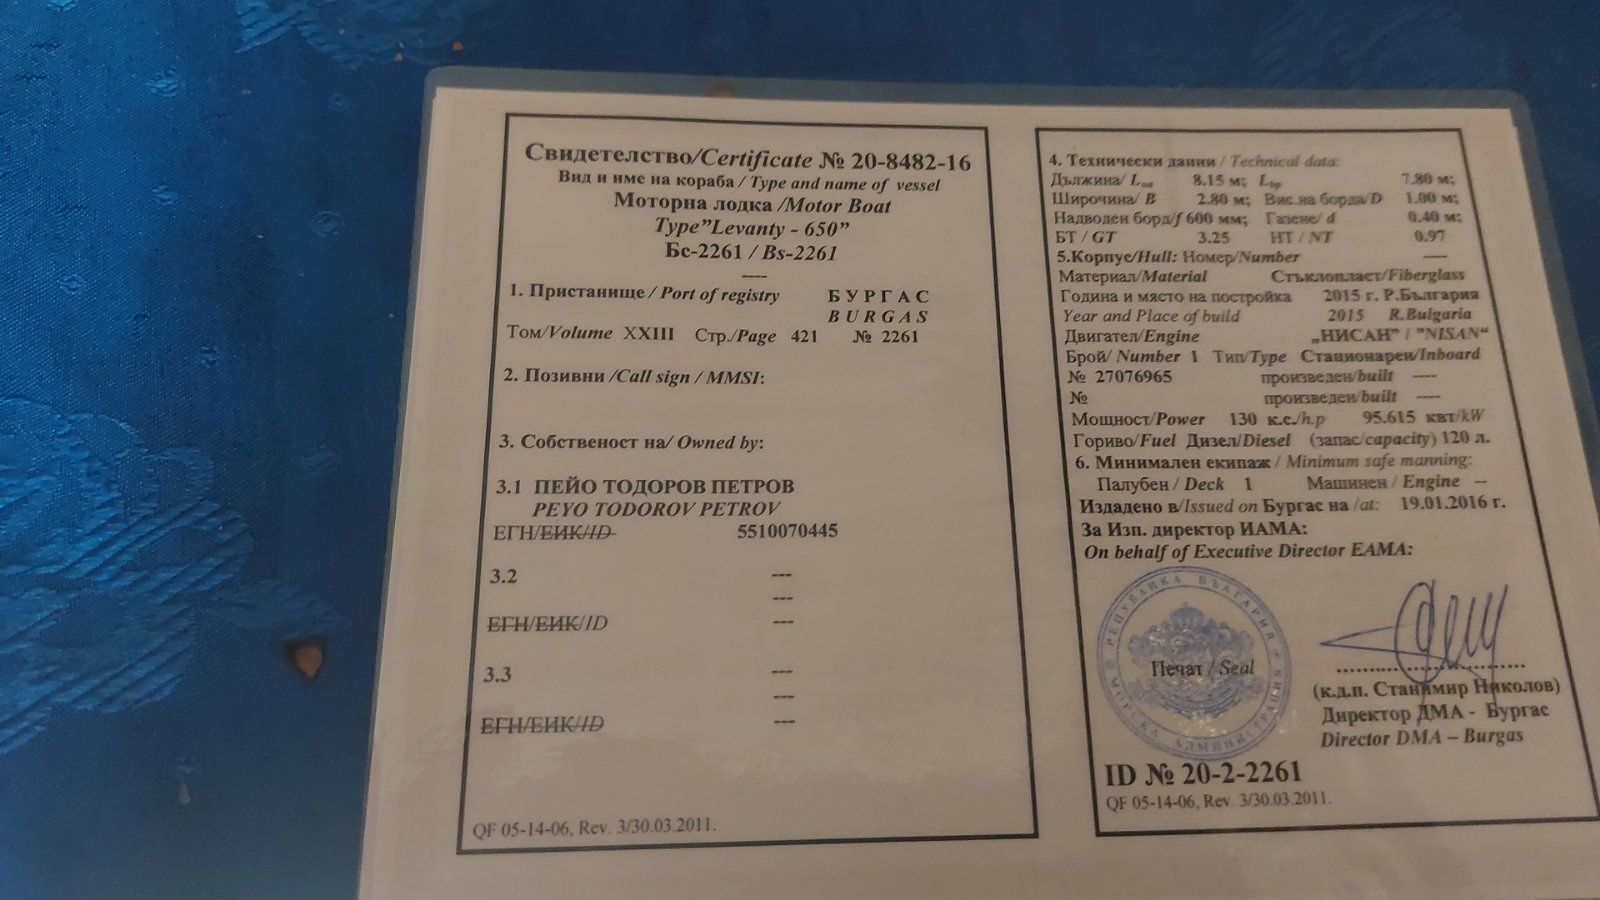 Свидетелство/Certificate № 20-8482-16
Вид и име на кораба / Type and name of vessel
Моторна лодка /Motor Boat
Type"Levanty - 650"
Бс-2261 / Bs-2261
----
1. Пристанище / Port of registry БУРГАС
BURGAS
Том/Volume XXIII Стр./Page 421 № 2261
2. Позивни /Call sign / MMSI:
3. Собственост на/ Owned by:
3.1 ПЕЙО ТОДОРОВ ПЕТРОВ
PEYO TODOROV PETROV
ЕГН/ЕИК/ID 5510070445
3.2 ---
---
ЕГН/ЕИК/ID ---
3.3 ---
---
ЕГН/ЕИК/ID ---
QF 05-14-06, Rev. 3/30.03.2011.
4. Технически данни / Technical data:
Дължина/ Loa 8.15 м; Lbp 7.80 м;
Широчина/ B 2.80 м; Вис.на борда/D 1.00 м;
Надводен борд/f 600 мм; Газене/ d 0.40 м;
БТ / GT 3.25 НТ / NT 0.97
5.Корпус/Hull: Номер/Number ----
Материал/Material Стъклопласт/Fiberglass
Година и място на постройка 2015 г. Р.България
Year and Place of build 2015 R.Bulgaria
Двигател/Engine „НИСАН" / "NISAN“
Брой/ Number 1 Тип/Type Стационарен/Inboard
№ 27076965 произведен/built ----
№ произведен/built ----
Мощност/Power 130 к.с./h.p 95.615 квт/kW
Гориво/Fuel Дизел/Diesel (запас/capacity) 120 л.
6. Минимален екипаж / Minimum safe manning:
Палубен / Deck 1 Машинен / Engine --
Издадено в/Issued on Бургас на /at: 19.01.2016 г.
За Изп. директор ИАМА:
On behalf of Executive Director EAMA:
РЕПУБЛИКА БЪЛГАРИЯ
МОРСКА АДМИНИСТРАЦИЯ
Печат / Seal
(к.д.п. Станимир Николов)
Директор ДМА - Бургас
Director DMA – Burgas
ID № 20-2-2261
QF 05-14-06, Rev. 3/30.03.2011.